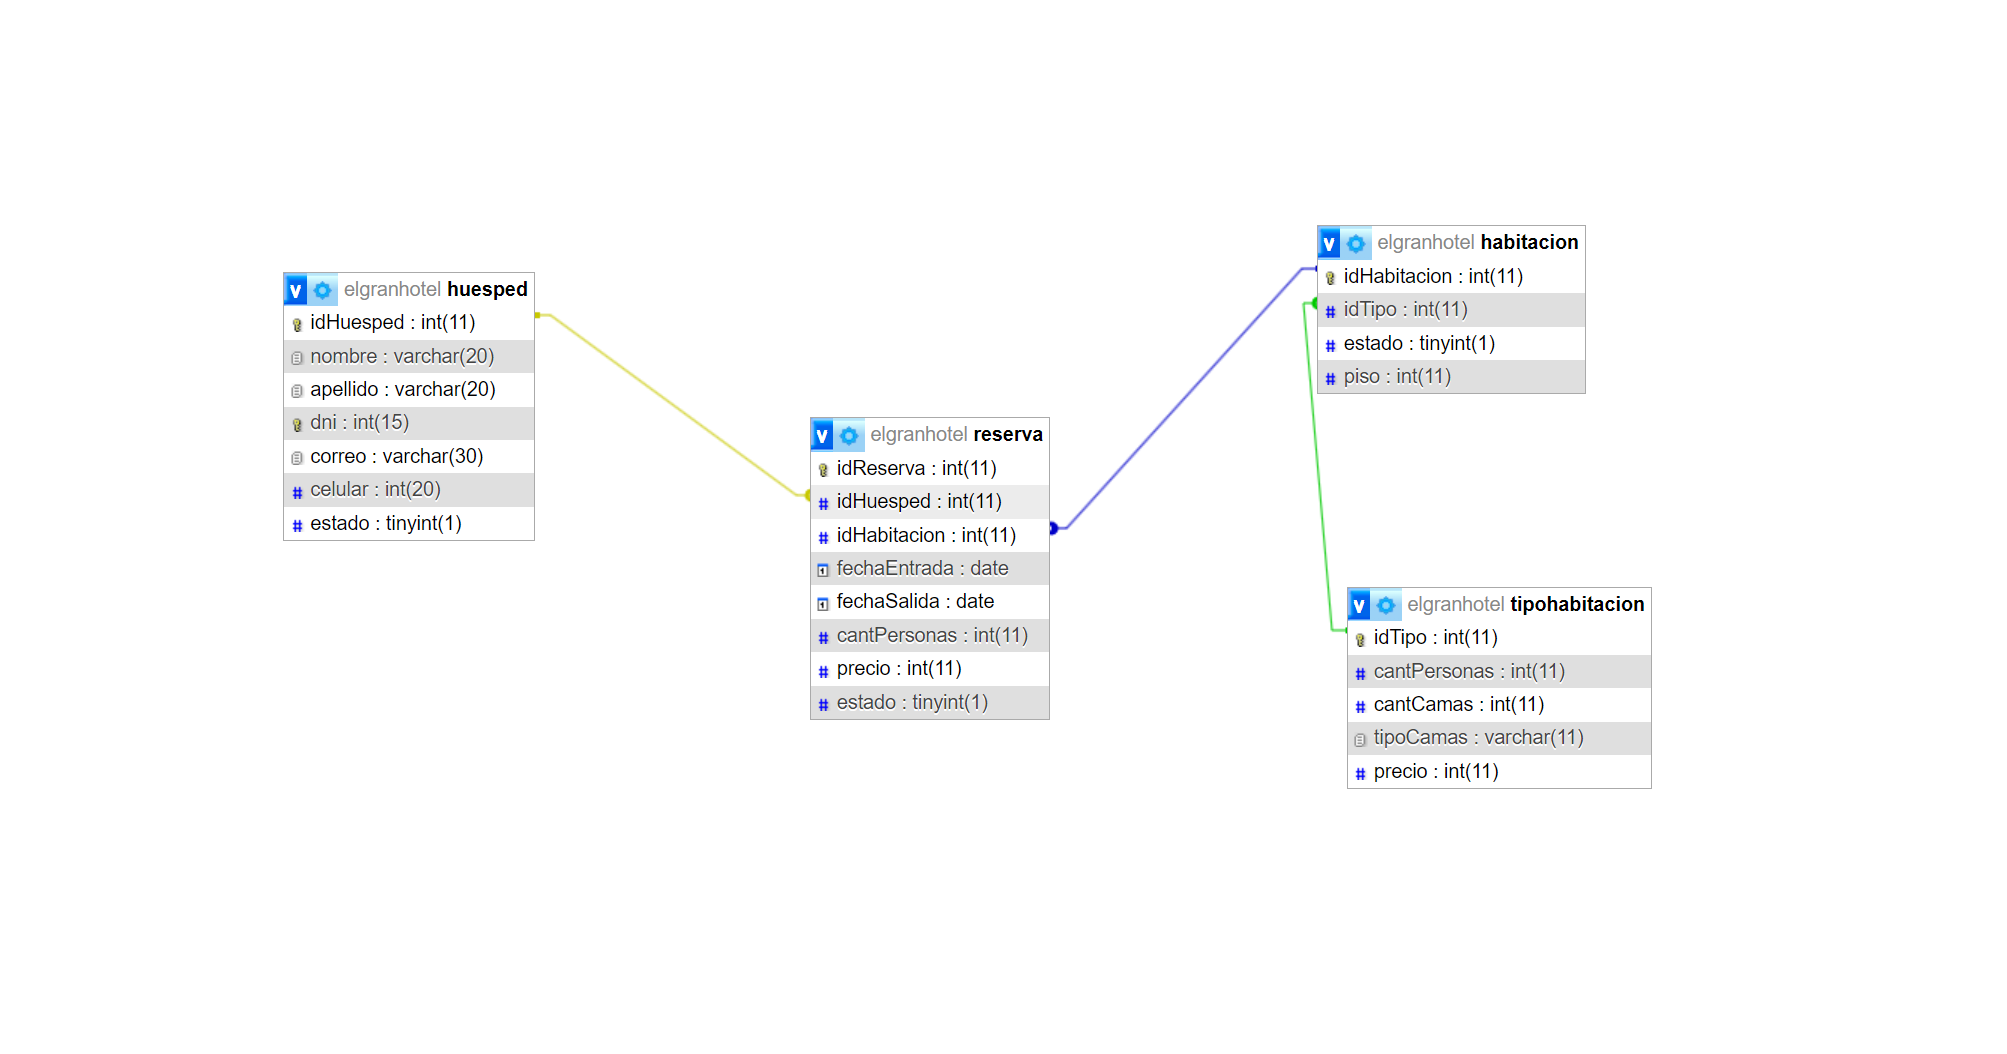 v elgranhotel huesped
idHuesped : int(11)
nombre : varchar(20)
apellido : varchar(20)
dni : int(15)
correo : varchar(30)
# celular : int(20)
# estado : tinyint(1)
v elgranhotel reserva
idReserva : int(11)
# idHuesped : int(11)
# idHabitacion : int(11)
fechaEntrada : date
fechaSalida : date
# cantPersonas : int(11)
# precio : int(11)
# estado : tinyint(1)
v elgranhotel habitacion
idHabitacion : int(11)
# idTipo : int(11)
# estado : tinyint(1)
# piso : int(11)
v elgranhotel tipohabitacion
idTipo : int(11)
# cantPersonas : int(11)
# cantCamas : int(11)
tipoCamas : varchar(11)
# precio : int(11)